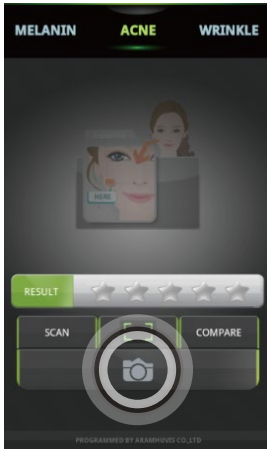 MELANIN ACNE WRINKLE
HERE
RESULT
SCAN COMPARE
PROGRAMMED BY ARAMHUVIS CO.,LTD